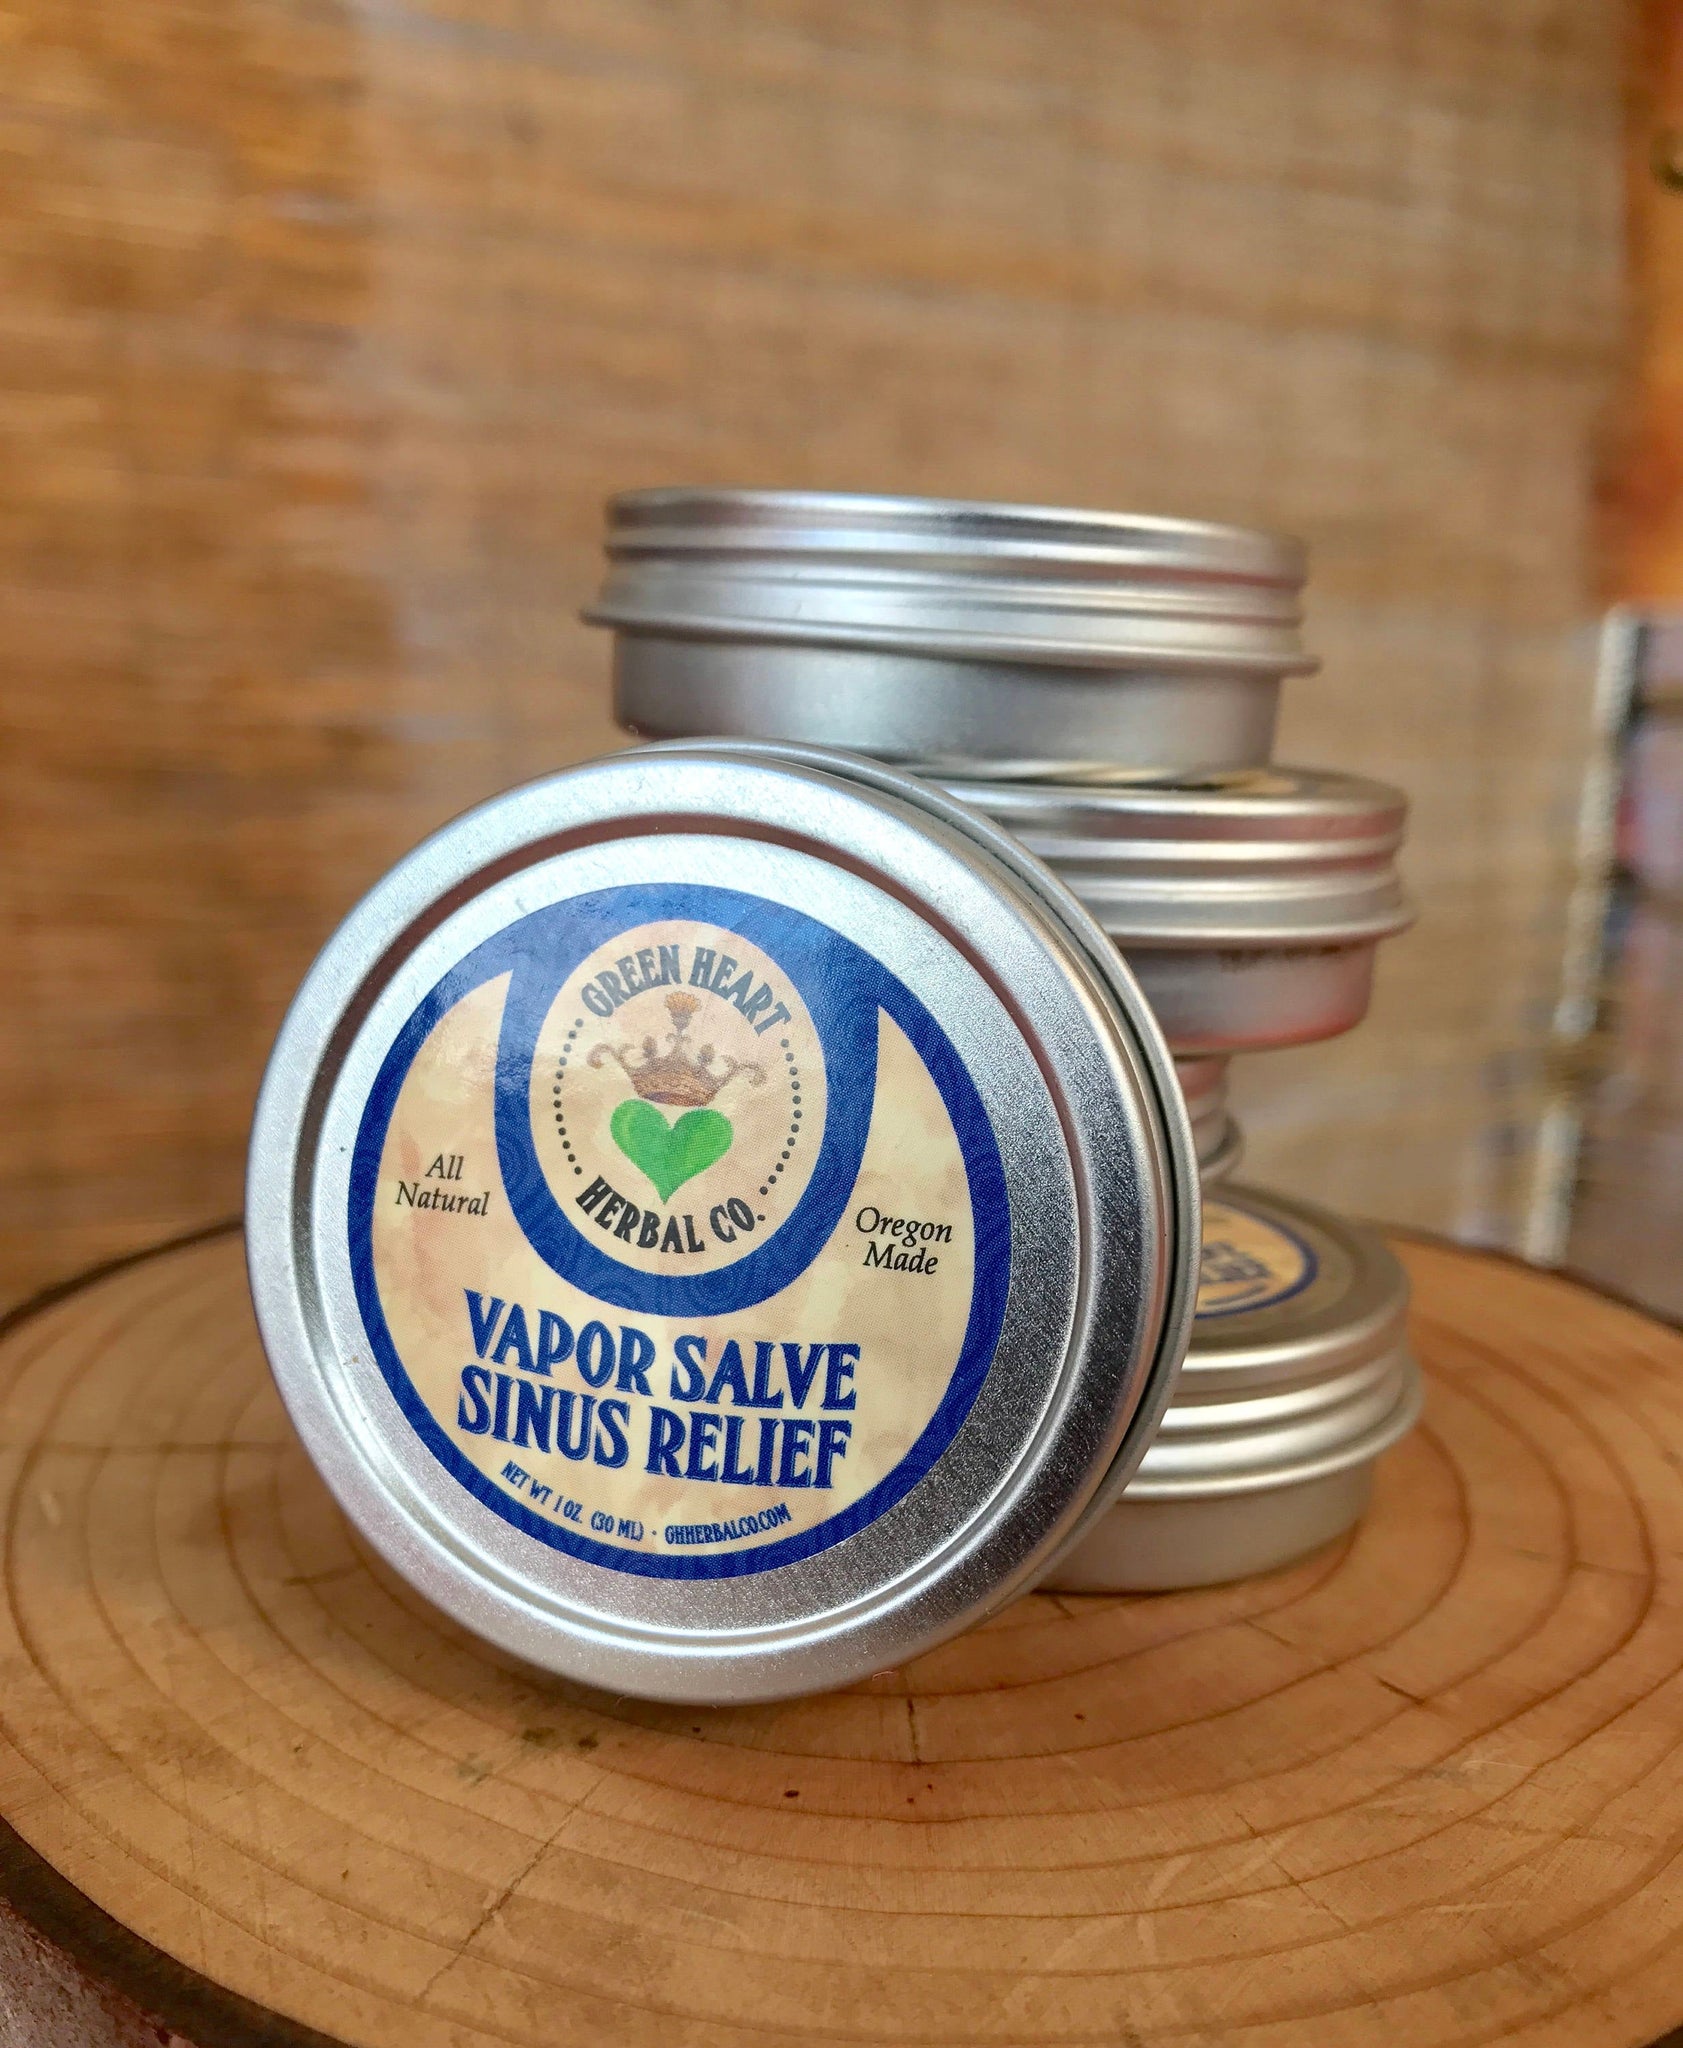 GREEN HEART
HERBAL CO.
All
Natural
Oregon
Made
VAPOR SALVE
SINUS RELIEF
NET WT 1 OZ. (30 ML) • GHHERBALCO.COM